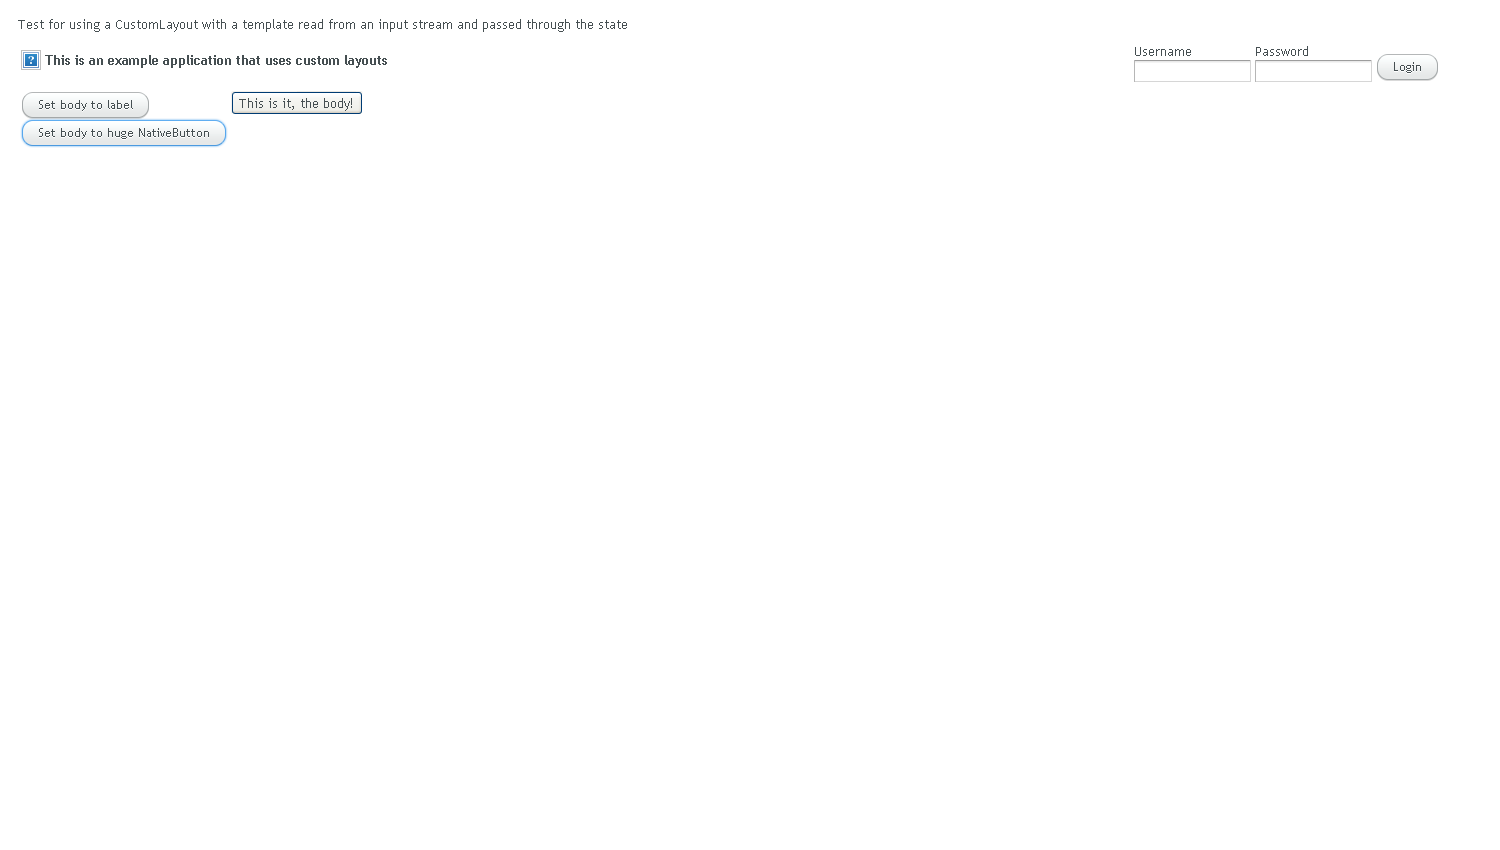 Test for using a CustomLayout with a template read from an input stream and passed through the state
? This is an example application that uses custom layouts
Username Password
Login
Set body to label
This is it, the body!
Set body to huge NativeButton